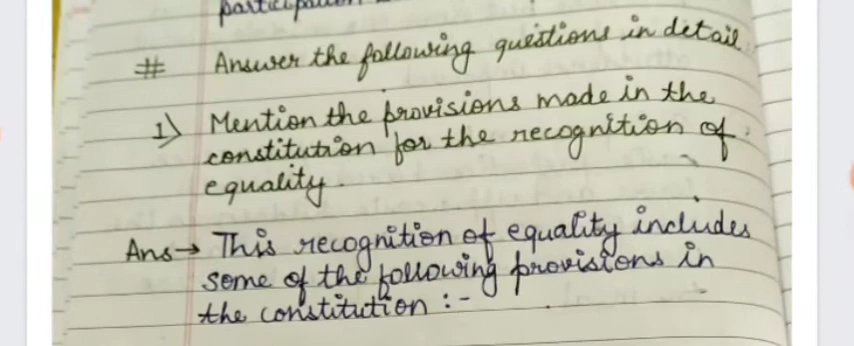 participation
# Answer the following questions in detail.
1) Mention the provisions made in the
constitution for the recognition of
equality.
Ans→ This recognition of equality includes
some of the following provisions in
the constitution :-